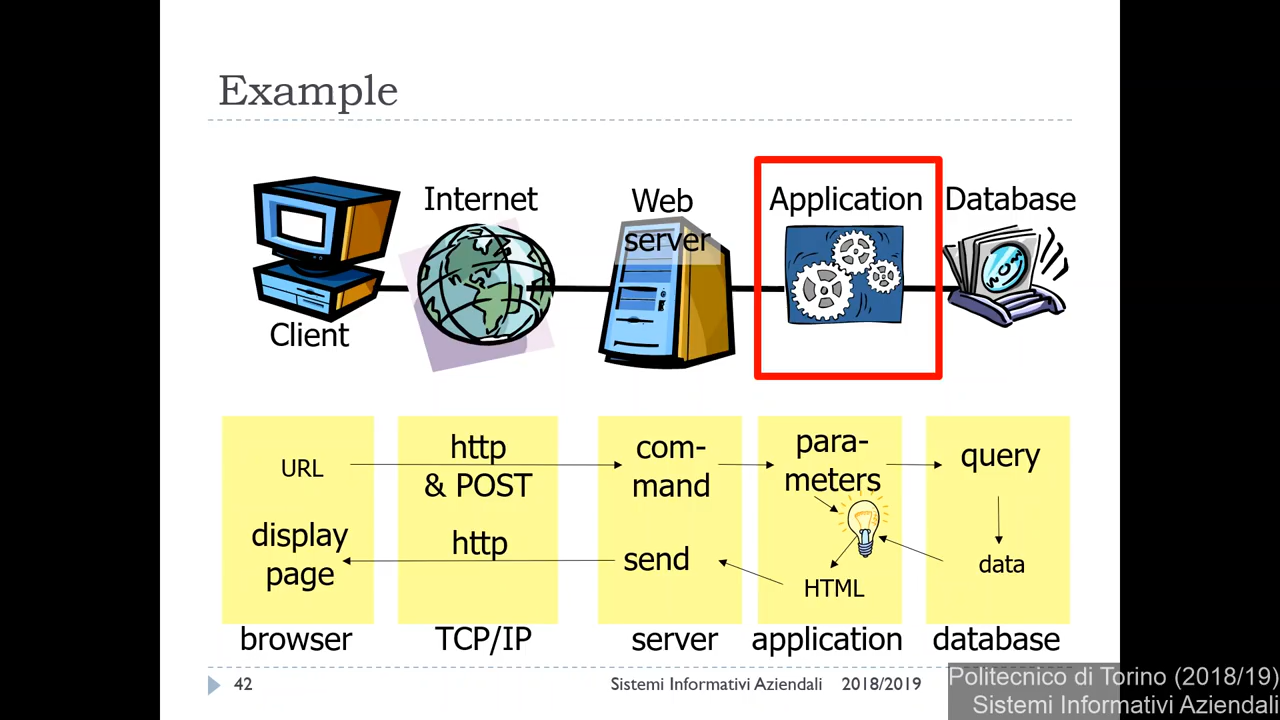 Example
Internet
Web
server
Application
Database
Client
URL
http
& POST
com-
mand
para-
meters
query
display
page
http
send
HTML
data
browser
TCP/IP
server
application
database
42
Sistemi Informativi Aziendali
2018/2019
Politecnico di Torino (2018/19)
Sistemi Informativi Aziendali